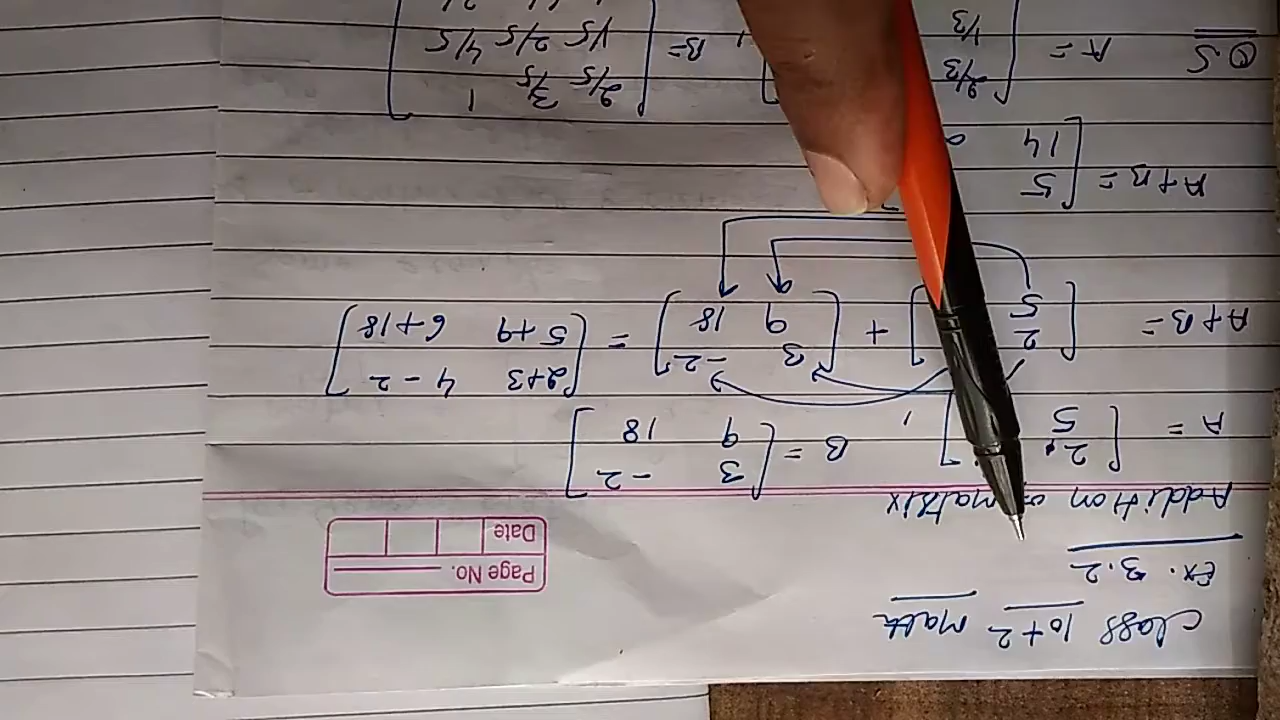 class 10+2 math
Ex. 3.2
Page No.
Date
Addition of matrix
A = [ 2
5 ] , B = [ 3 -2
9 18 ]
A+B = [ 2
5 ] + [ 3 -2
9 18 ] = [ 2+3 4-2
5+9 6+18 ]
A+B = [ 5
14
Q.5 A = [ 2/3
1/3 ] , B = [ 2/5 3/5 1
1/5 2/5 4/5